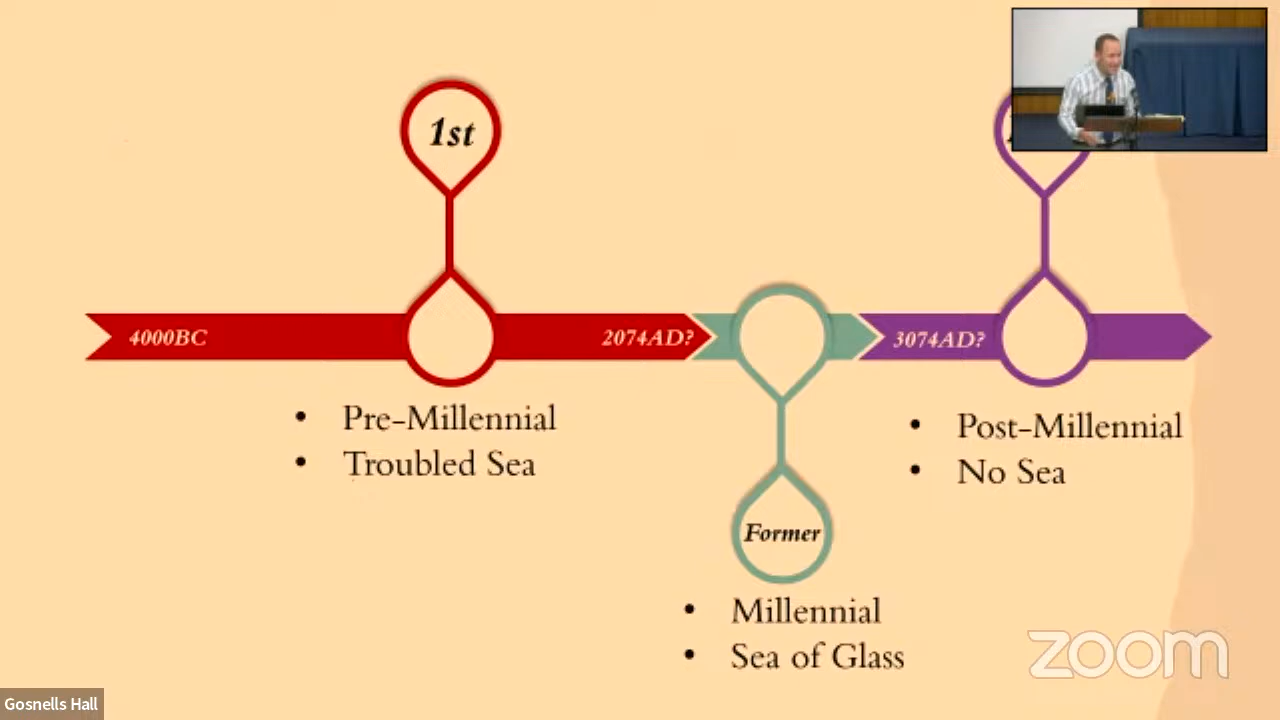 1st
4000BC
2074AD?
3074AD?
• Pre-Millennial
• Troubled Sea
• Post-Millennial
• No Sea
Former
• Millennial
• Sea of Glass
zoom
Gosnells Hall